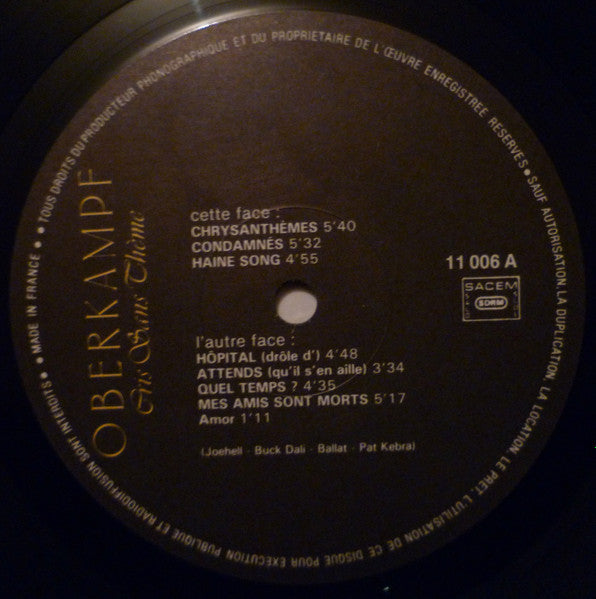 • TOUS DROITS DU PRODUCTEUR PHONOGRAPHIQUE ET DU PROPRIETAIRE DE L'ŒUVRE ENREGISTREE RESERVES • SAUF AUTORISATION, LA DUPLICATION, LA LOCATION, LE PRET, L'UTILISATION DE CE DISQUE POUR EXECUTION PUBLIQUE ET RADIODIFFUSION SONT INTERDITS • MADE IN FRANCE •
OBERKAMPF
Cris Sans Thème
cette face :
CHRYSANTHÈMES 5'40
CONDAMNÉS 5'32
HAINE SONG 4'55
11 006 A
SACEM
SDRM
l'autre face :
HÔPITAL (drôle d') 4'48
ATTENDS (qu'il s'en aille) 3'34
QUEL TEMPS ? 4'35
MES AMIS SONT MORTS 5'17
Amor 1'11
(Joehell - Buck Dali - Ballat - Pat Kebra)